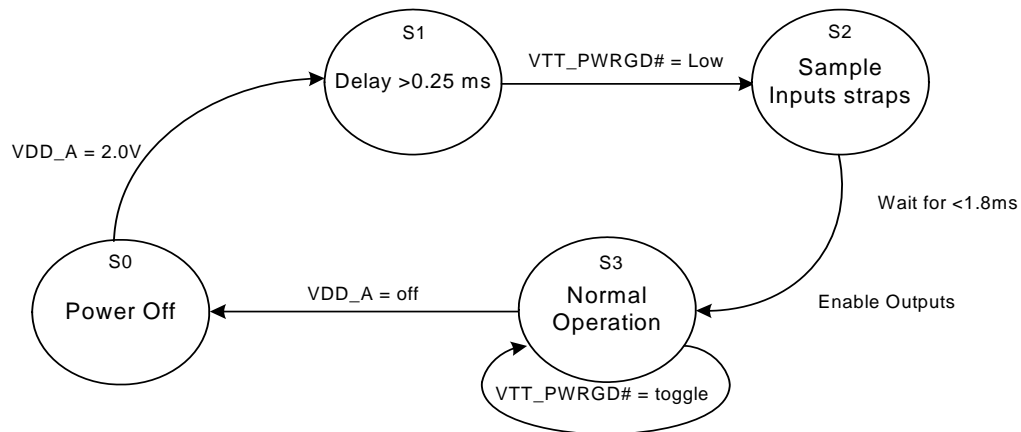 S1
Delay >0.25 ms
VTT_PWRGD# = Low
S2
Sample
Inputs straps
VDD_A = 2.0V
Wait for <1.8ms
S0
Power Off
VDD_A = off
S3
Normal
Operation
Enable Outputs
VTT_PWRGD# = toggle